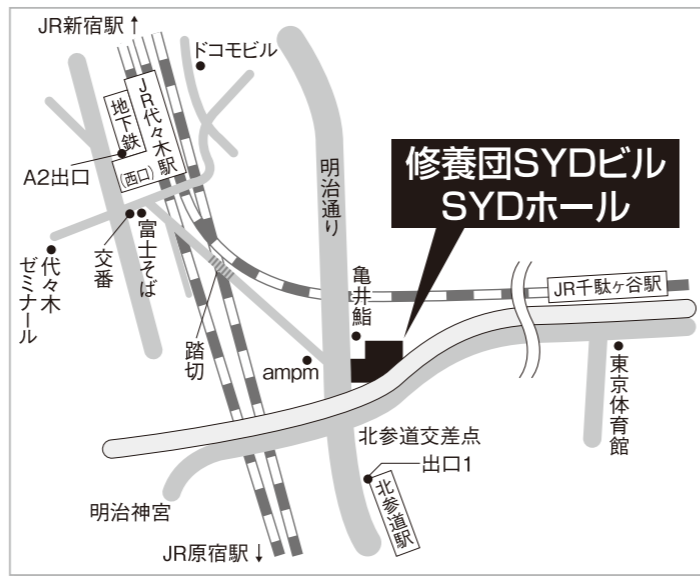 JR新宿駅↑
ドコモビル
JR代々木駅
(西口)
地下鉄
A2出口
明治通り
修養団SYDビル
SYDホール
交番
富士そば
代々木
ゼミナール
踏切
亀井鮨
ampm
JR千駄ヶ谷駅
東京体育館
北参道交差点
出口1
北参道駅
明治神宮
JR原宿駅↓